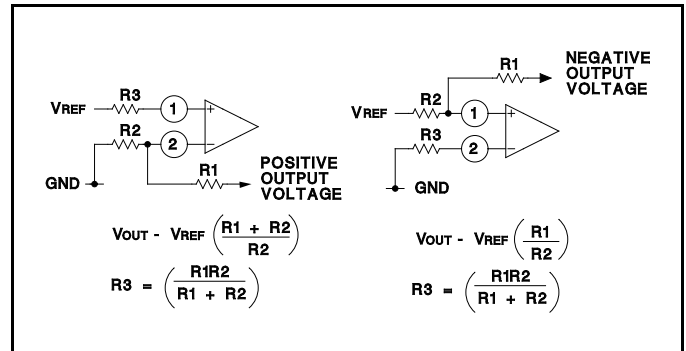 R3
VREF
1
+
R2
2
−
R1
GND
POSITIVE
OUTPUT
VOLTAGE
VOUT - VREF (R1 + R2 / R2)
R3 = (R1R2 / R1 + R2)
R1
NEGATIVE
OUTPUT
VOLTAGE
R2
VREF
1
+
R3
2
−
GND
VOUT - VREF (R1 / R2)
R3 = (R1R2 / R1 + R2)